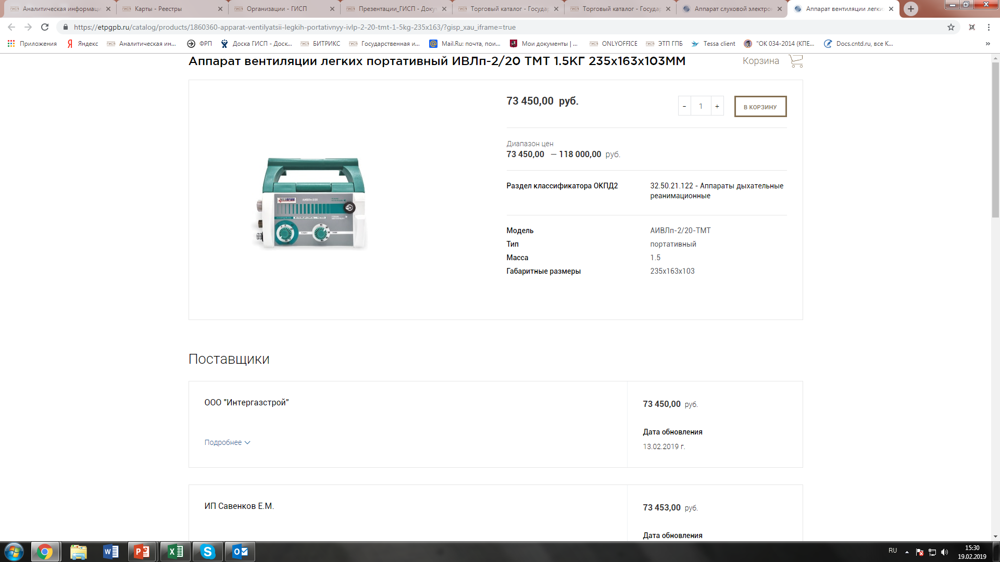 Аналитическая информаци
Карты - Реестры
Организации - ГИСП
Презентации_ГИСП - Доку
Торговый каталог - Государ
Торговый каталог - Государ
Аппарат слуховой электрон
Аппарат вентиляции легки
https://etpgpb.ru/catalog/products/1860360-apparat-ventilyatsii-legkih-portativnyy-ivlp-2-20-tmt-1-5kg-235x163/?gisp_xau_iframe=true
Приложения
Яндекс
Аналитическая ин...
ФРП
Доска ГИСП - Доск...
БИТРИКС
Государственная и...
Mail.Ru: почта, пои...
Мои документы | ...
ONLYOFFICE
ЭТП ГПБ
Tessa client
"ОК 034-2014 (КПЕ...
Docs.cntd.ru, все К...
»
Аппарат вентиляции легких портативный ИВЛп-2/20 ТМТ 1.5КГ 235х163х103ММ
Корзина
73 450,00 руб.
- 1 +
В КОРЗИНУ
Диапазон цен
73 450,00 — 118 000,00 руб.
Раздел классификатора ОКПД2
32.50.21.122 - Аппараты дыхательные
реанимационные
Модель АИВЛп-2/20-ТМТ
Тип портативный
Масса 1.5
Габаритные размеры 235х163х103
Поставщики
ООО "Интергазстрой"
73 450,00 руб.
Дата обновления
Подробнее
13.02.2019 г.
ИП Савенков Е.М.
73 453,00 руб.
Дата обновления
RU
15:30
19.02.2019